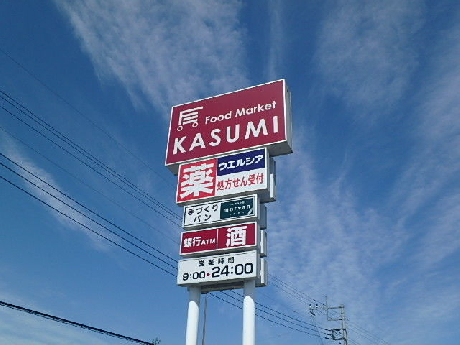 Food Market
KASUMI
薬
ウエルシア
処方せん受付
手づくり
パン
銀行ATM
酒
営業時間
9:00-24:00